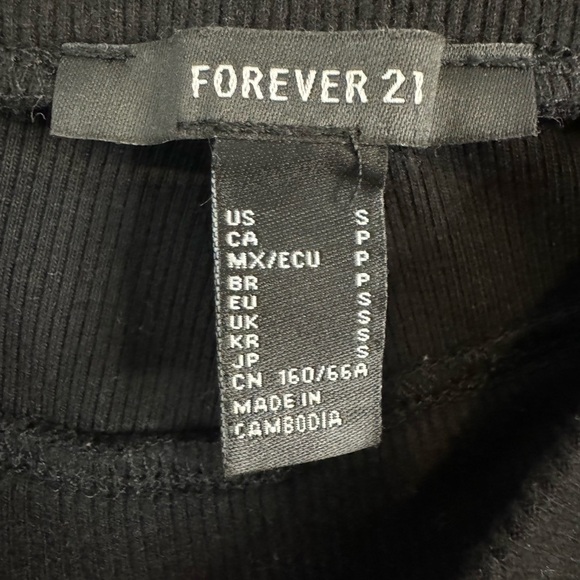 FOREVER 21
US S
CA P
MX/ECU P
BR P
EU S
UK S
KR S
JP S
CN 160/66A
MADE IN
CAMBODIA